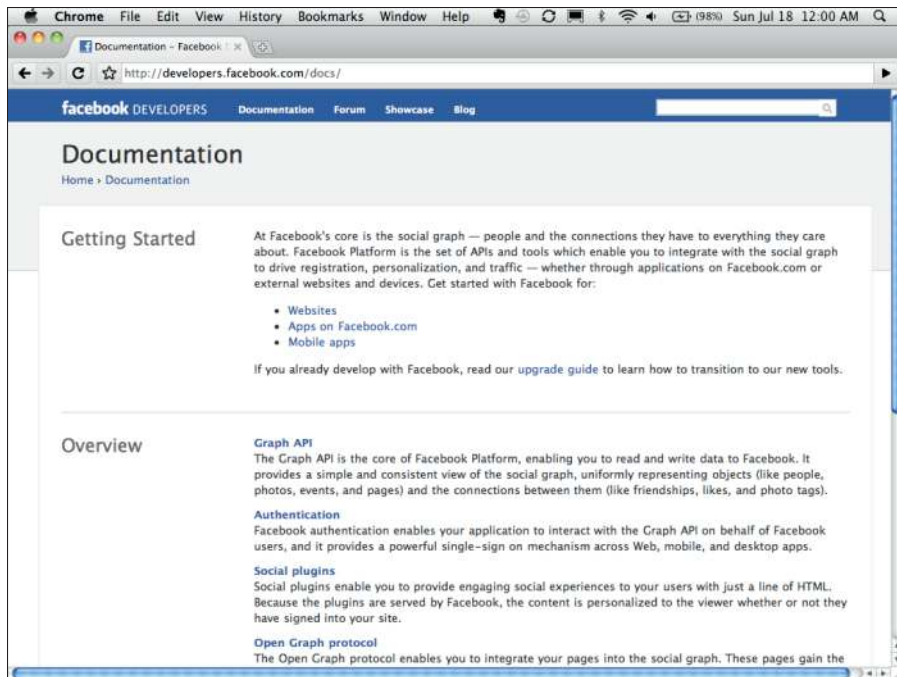 Chrome File Edit View History Bookmarks Window Help (98%) Sun Jul 18 12:00 AM
Documentation – Facebook
http://developers.facebook.com/docs/
facebook DEVELOPERS Documentation Forum Showcase Blog
Documentation
Home › Documentation
Getting Started
At Facebook's core is the social graph — people and the connections they have to everything they care
about. Facebook Platform is the set of APIs and tools which enable you to integrate with the social graph
to drive registration, personalization, and traffic — whether through applications on Facebook.com or
external websites and devices. Get started with Facebook for:
• Websites
• Apps on Facebook.com
• Mobile apps
If you already develop with Facebook, read our upgrade guide to learn how to transition to our new tools.
Overview
Graph API
The Graph API is the core of Facebook Platform, enabling you to read and write data to Facebook. It
provides a simple and consistent view of the social graph, uniformly representing objects (like people,
photos, events, and pages) and the connections between them (like friendships, likes, and photo tags).
Authentication
Facebook authentication enables your application to interact with the Graph API on behalf of Facebook
users, and it provides a powerful single-sign on mechanism across Web, mobile, and desktop apps.
Social plugins
Social plugins enable you to provide engaging social experiences to your users with just a line of HTML.
Because the plugins are served by Facebook, the content is personalized to the viewer whether or not they
have signed into your site.
Open Graph protocol
The Open Graph protocol enables you to integrate your pages into the social graph. These pages gain the